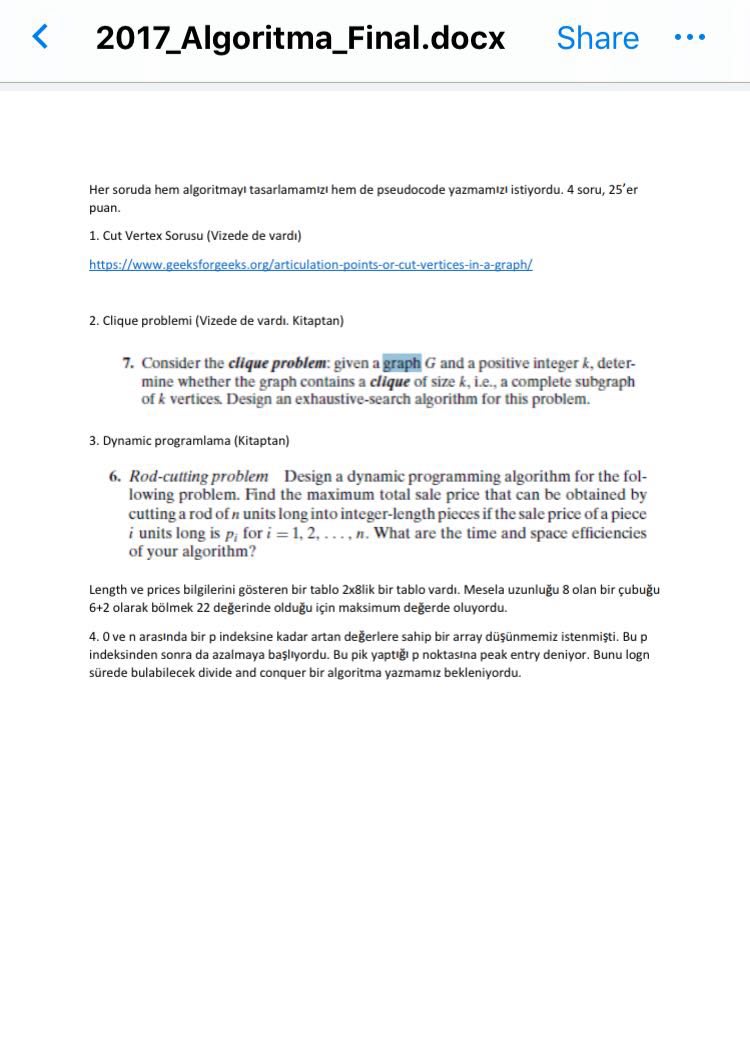 2017_Algoritma_Final.docx Share
Her soruda hem algoritmayı tasarlamamızı hem de pseudocode yazmamızı istiyordu. 4 soru, 25'er
puan.
1. Cut Vertex Sorusu (Vizede de vardı)
https://www.geeksforgeeks.org/articulation-points-or-cut-vertices-in-a-graph/
2. Clique problemi (Vizede de vardı. Kitaptan)
7. Consider the clique problem: given a graph G and a positive integer k, deter-
mine whether the graph contains a clique of size k, i.e., a complete subgraph
of k vertices. Design an exhaustive-search algorithm for this problem.
3. Dynamic programlama (Kitaptan)
6. Rod-cutting problem Design a dynamic programming algorithm for the fol-
lowing problem. Find the maximum total sale price that can be obtained by
cutting a rod of n units long into integer-length pieces if the sale price of a piece
i units long is pi for i = 1, 2, . . . , n. What are the time and space efficiencies
of your algorithm?
Length ve prices bilgilerini gösteren bir tablo 2x8lik bir tablo vardı. Mesela uzunluğu 8 olan bir çubuğu
6+2 olarak bölmek 22 değerinde olduğu için maksimum değerde oluyordu.
4. 0 ve n arasında bir p indeksine kadar artan değerlere sahip bir array düşünmemiz istenmişti. Bu p
indeksinden sonra da azalmaya başlıyordu. Bu pik yaptığı p noktasına peak entry deniyor. Bunu logn
sürede bulabilecek divide and conquer bir algoritma yazmamız bekleniyordu.